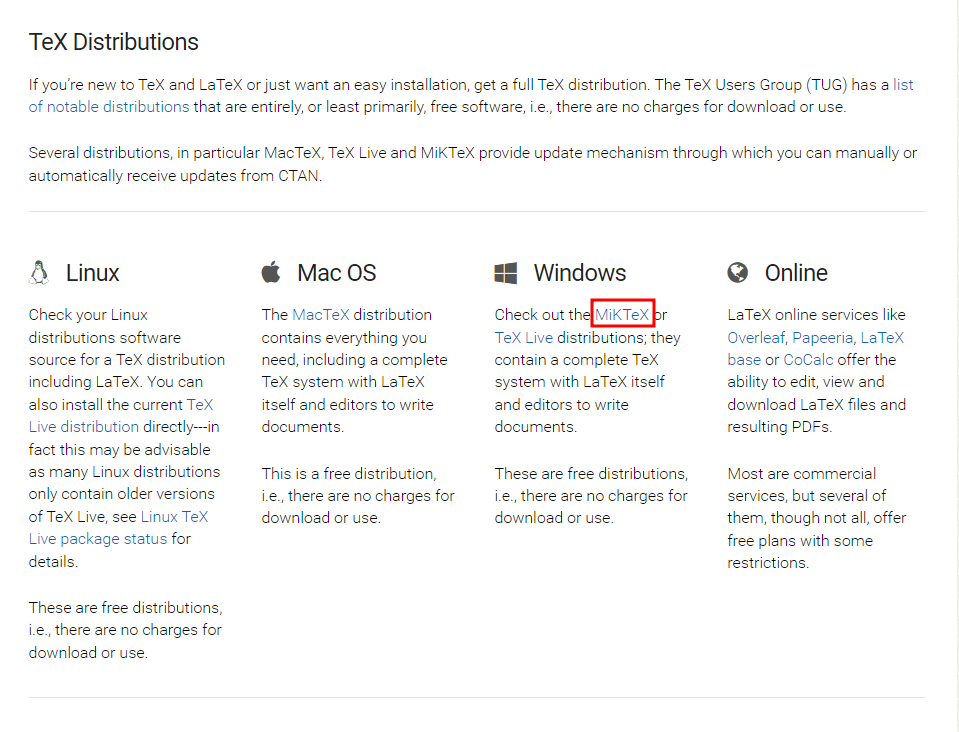 TeX Distributions
If you're new to TeX and LaTeX or just want an easy installation, get a full TeX distribution. The TeX Users Group (TUG) has a list
of notable distributions that are entirely, or least primarily, free software, i.e., there are no charges for download or use.
Several distributions, in particular MacTeX, TeX Live and MiKTeX provide update mechanism through which you can manually or
automatically receive updates from CTAN.
Linux
Check your Linux
distributions software
source for a TeX distribution
including LaTeX. You can
also install the current TeX
Live distribution directly---in
fact this may be advisable
as many Linux distributions
only contain older versions
of TeX Live, see Linux TeX
Live package status for
details.
These are free distributions,
i.e., there are no charges for
download or use.
Mac OS
The MacTeX distribution
contains everything you
need, including a complete
TeX system with LaTeX
itself and editors to write
documents.
This is a free distribution,
i.e., there are no charges for
download or use.
Windows
Check out the MiKTeX or
TeX Live distributions; they
contain a complete TeX
system with LaTeX itself
and editors to write
documents.
These are free distributions,
i.e., there are no charges for
download or use.
Online
LaTeX online services like
Overleaf, Papeeria, LaTeX
base or CoCalc offer the
ability to edit, view and
download LaTeX files and
resulting PDFs.
Most are commercial
services, but several of
them, though not all, offer
free plans with some
restrictions.